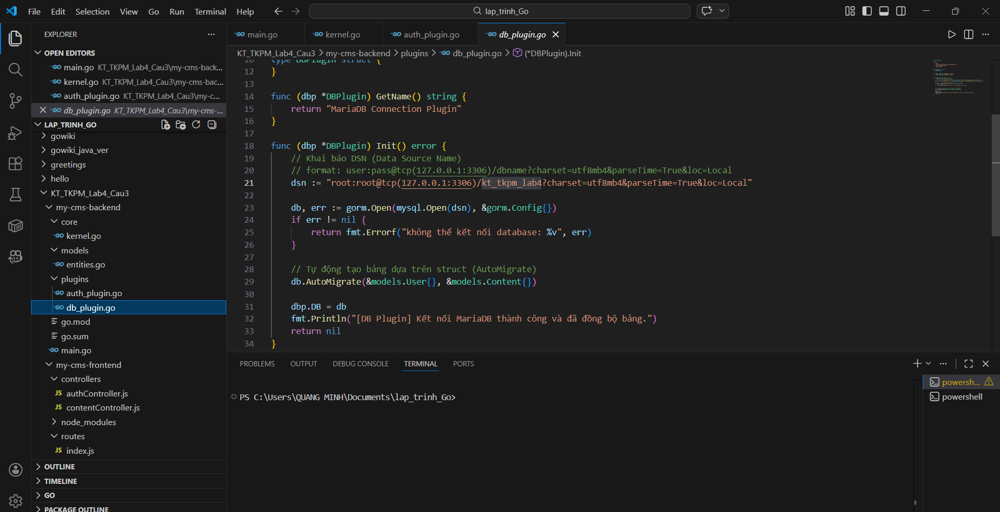 File Edit Selection View Go Run Terminal Help
lap_trinh_Go
EXPLORER
OPEN EDITORS
main.go KT_TKPM_Lab4_Cau3\my-cms-back...
kernel.go KT_TKPM_Lab4_Cau3\my-cms-bac...
auth_plugin.go KT_TKPM_Lab4_Cau3\my-c...
db_plugin.go KT_TKPM_Lab4_Cau3\my-cms-...
LAP_TRINH_GO
gowiki
gowiki_java_ver
greetings
hello
KT_TKPM_Lab4_Cau3
my-cms-backend
core
kernel.go
models
entities.go
plugins
auth_plugin.go
db_plugin.go
go.mod
go.sum
main.go
my-cms-frontend
controllers
JS authController.js
JS contentController.js
node_modules
routes
JS index.js
OUTLINE
TIMELINE
GO
PACKAGE OUTLINE
main.go kernel.go auth_plugin.go db_plugin.go
KT_TKPM_Lab4_Cau3 > my-cms-backend > plugins > db_plugin.go > (*DBPlugin).Init
10 type DBPlugin struct {
12 }
13
14 func (dbp *DBPlugin) GetName() string {
15 return "MariaDB Connection Plugin"
16 }
17
18 func (dbp *DBPlugin) Init() error {
19 // Khai báo DSN (Data Source Name)
20 // format: user:pass@tcp(127.0.0.1:3306)/dbname?charset=utf8mb4&parseTime=True&loc=Local
21 dsn := "root:root@tcp(127.0.0.1:3306)/kt_tkpm_lab4?charset=utf8mb4&parseTime=True&loc=Local"
22
23 db, err := gorm.Open(mysql.Open(dsn), &gorm.Config{})
24 if err != nil {
25 return fmt.Errorf("không thể kết nối database: %v", err)
26 }
27
28 // Tự động tạo bảng dựa trên struct (AutoMigrate)
29 db.AutoMigrate(&models.User{}, &models.Content{})
30
31 dbp.DB = db
32 fmt.Println("[DB Plugin] Kết nối MariaDB thành công và đã đồng bộ bảng.")
33 return nil
34 }
PROBLEMS OUTPUT DEBUG CONSOLE TERMINAL PORTS
PS C:\Users\QUANG MINH\Documents\lap_trinh_Go>
powersh...
powershell